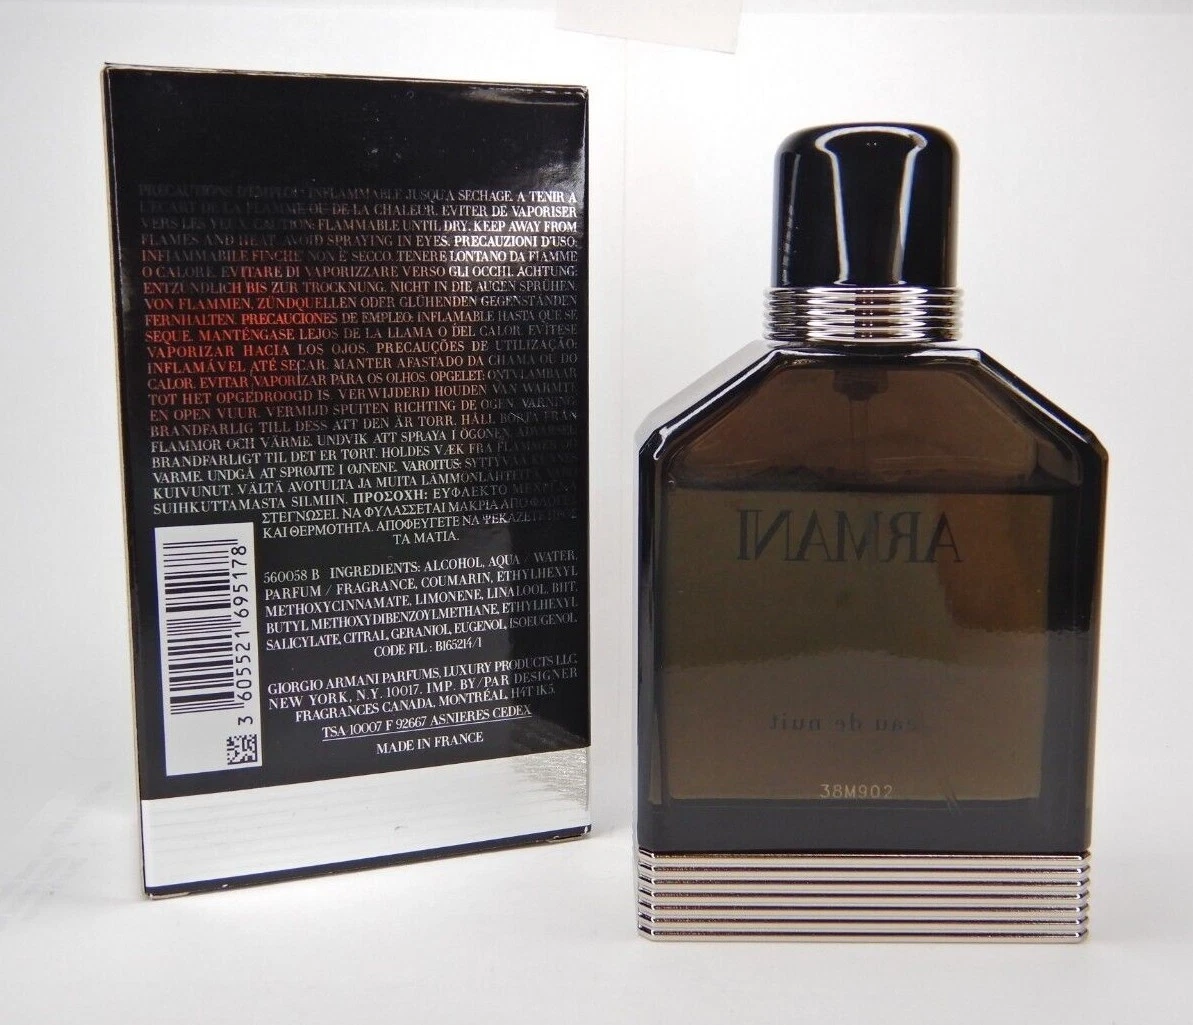 PRECAUTIONS D'EMPLOI: INFLAMMABLE JUSQU'A SECHAGE. A TENIR A
L'ECART DE LA FLAMME OU DE LA CHALEUR. EVITER DE VAPORISER
VERS LES YEUX. CAUTION: FLAMMABLE UNTIL DRY. KEEP AWAY FROM
FLAMES AND HEAT. AVOID SPRAYING IN EYES. PRECAUZIONI D'USO:
INFIAMMABILE FINCHE' NON È SECCO. TENERE LONTANO DA FIAMME
O CALORE. EVITARE DI VAPORIZZARE VERSO GLI OCCHI. ACHTUNG:
ENTZÜNDLICH BIS ZUR TROCKNUNG. NICHT IN DIE AUGEN SPRÜHEN.
VON FLAMMEN, ZÜNDQUELLEN ODER GLÜHENDEN GEGENSTÄNDEN
FERNHALTEN. PRECAUCIONES DE EMPLEO: INFLAMABLE HASTA QUE SE
SEQUE. MANTÉNGASE LEJOS DE LA LLAMA O DEL CALOR. EVÍTESE
VAPORIZAR HACIA LOS OJOS. PRECAUÇÕES DE UTILIZAÇÃO:
INFLAMÁVEL ATÉ SECAR. MANTER AFASTADO DA CHAMA OU DO
CALOR. EVITAR VAPORIZAR PARA OS OLHOS. OPGELET: ONTVLAMBAAR
TOT HET OPGEDROOGD IS. VERWIJDERD HOUDEN VAN WARMTE
EN OPEN VUUR. VERMIJD SPUITEN RICHTING DE OGEN. VARNING:
BRANDFARLIG TILL DESS ATT DEN ÄR TORR. HÅLL BORTA FRÅN
FLAMMOR OCH VÄRME. UNDVIK ATT SPRAYA I ÖGONEN. ADVARSEL:
BRANDFARLIGT TIL DET ER TØRT. HOLDES VÆK FRA FLAMMER OG
VARME. UNDGÅ AT SPRØJTE I ØJNENE. VAROITUS: SYTTYVÄÄ KUNNES
KUIVUNUT. VÄLTÄ AVOTULTA JA MUITA LÄMMÖNLÄHTEITÄ.
SUIHKUTTAMASTA SILMIIN. ΠΡΟΣΟΧΗ: ΕΥΦΛΕΚΤΟ ΜΕΧΡΙ
ΣΤΕΓΝΩΣΕΙ. ΝΑ ΦΥΛΑΣΣΕΤΑΙ ΜΑΚΡΙΑ ΑΠΟ ΦΛΟΓΕΣ
ΚΑΙ ΘΕΡΜΟΤΗΤΑ. ΑΠΟΦΕΥΓΕΤΕ ΝΑ ΨΕΚΑΖΕΤΕ ΠΡΟΣ
ΤΑ ΜΑΤΙΑ.
560058 B INGREDIENTS: ALCOHOL, AQUA / WATER,
PARFUM / FRAGRANCE, COUMARIN, ETHYLHEXYL
METHOXYCINNAMATE, LIMONENE, LINALOOL, BHT,
BUTYL METHOXYDIBENZOYLMETHANE, ETHYLHEXYL
SALICYLATE, CITRAL, GERANIOL, EUGENOL, ISOEUGENOL.
CODE FIL : B165214/1
GIORGIO ARMANI PARFUMS, LUXURY PRODUCTS LLC,
NEW YORK, N.Y. 10017. IMP. BY/PAR DESIGNER
FRAGRANCES CANADA, MONTRÉAL, H4T 1K5.
TSA 10007 F 92667 ASNIERES CEDEX
MADE IN FRANCE
3 605521 695178
ARMANI
eau de nuit
38M902